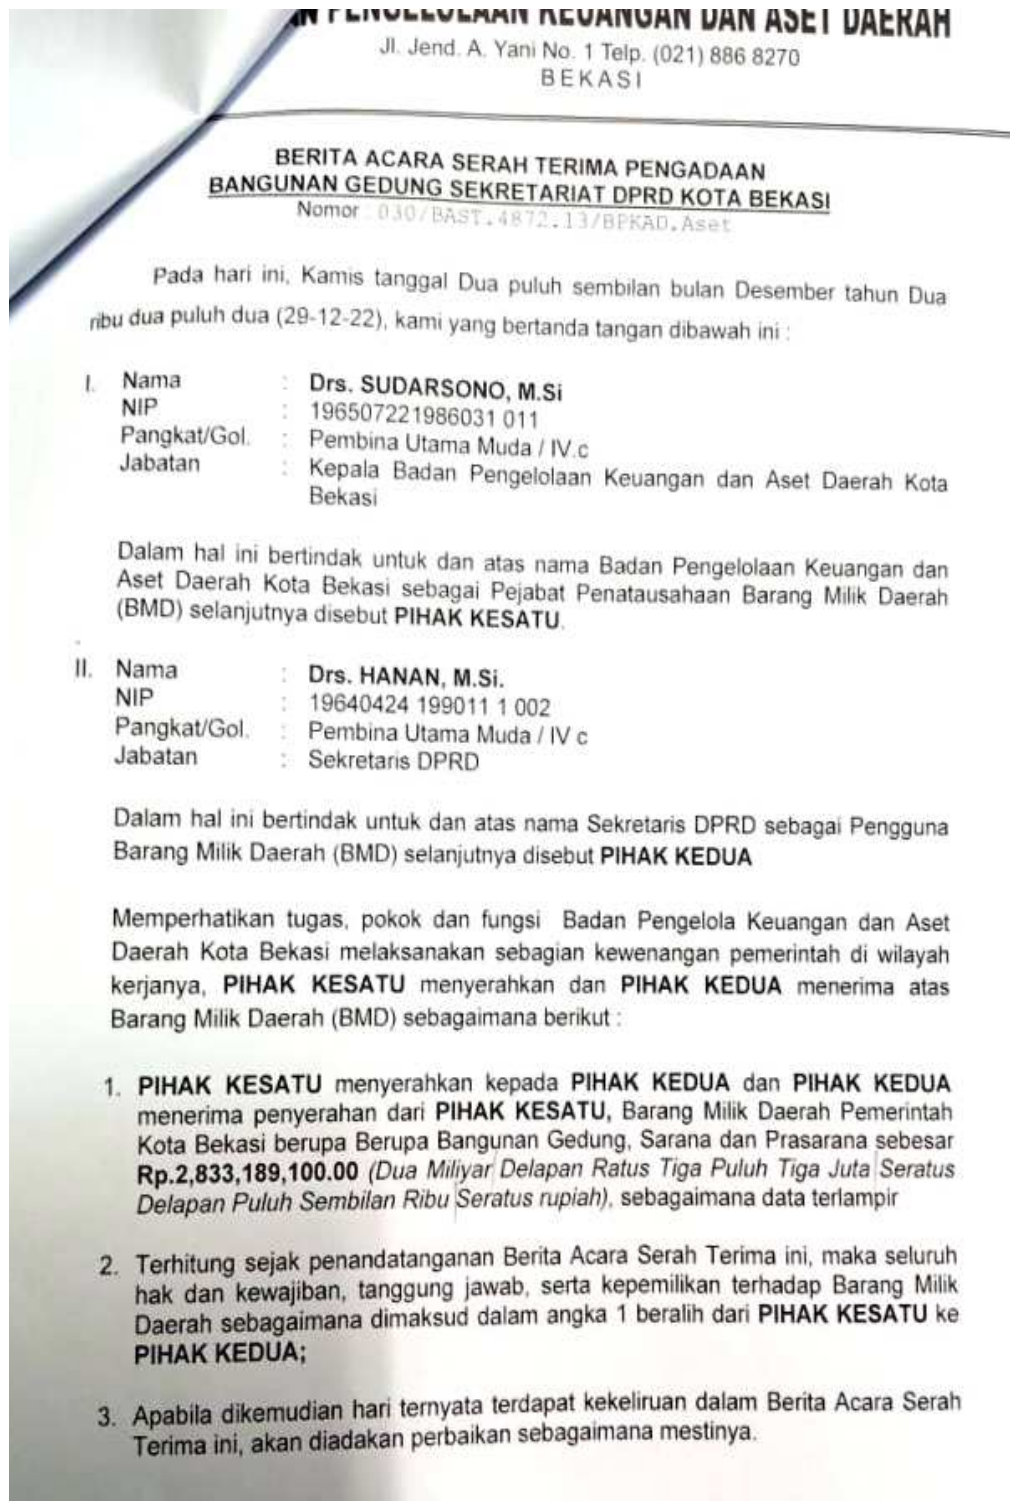 PENGELOLAAN KEUANGAN DAN ASET DAERAH
Jl. Jend. A. Yani No. 1 Telp. (021) 886 8270
BEKASI
BERITA ACARA SERAH TERIMA PENGADAAN
BANGUNAN GEDUNG SEKRETARIAT DPRD KOTA BEKASI
Nomor : 030/BAST.4872.13/BPKAD.Aset
Pada hari ini, Kamis tanggal Dua puluh sembilan bulan Desember tahun Dua
ribu dua puluh dua (29-12-22), kami yang bertanda tangan dibawah ini :
I. Nama : Drs. SUDARSONO, M.Si
NIP : 196507221986031 011
Pangkat/Gol. : Pembina Utama Muda / IV.c
Jabatan : Kepala Badan Pengelolaan Keuangan dan Aset Daerah Kota
Bekasi
Dalam hal ini bertindak untuk dan atas nama Badan Pengelolaan Keuangan dan
Aset Daerah Kota Bekasi sebagai Pejabat Penatausahaan Barang Milik Daerah
(BMD) selanjutnya disebut PIHAK KESATU.
II. Nama : Drs. HANAN, M.Si.
NIP : 19640424 199011 1 002
Pangkat/Gol. : Pembina Utama Muda / IV c
Jabatan : Sekretaris DPRD
Dalam hal ini bertindak untuk dan atas nama Sekretaris DPRD sebagai Pengguna
Barang Milik Daerah (BMD) selanjutnya disebut PIHAK KEDUA
Memperhatikan tugas, pokok dan fungsi Badan Pengelola Keuangan dan Aset
Daerah Kota Bekasi melaksanakan sebagian kewenangan pemerintah di wilayah
kerjanya, PIHAK KESATU menyerahkan dan PIHAK KEDUA menerima atas
Barang Milik Daerah (BMD) sebagaimana berikut :
1. PIHAK KESATU menyerahkan kepada PIHAK KEDUA dan PIHAK KEDUA
menerima penyerahan dari PIHAK KESATU, Barang Milik Daerah Pemerintah
Kota Bekasi berupa Berupa Bangunan Gedung, Sarana dan Prasarana sebesar
Rp.2,833,189,100.00 (Dua Miliyar Delapan Ratus Tiga Puluh Tiga Juta Seratus
Delapan Puluh Sembilan Ribu Seratus rupiah), sebagaimana data terlampir
2. Terhitung sejak penandatanganan Berita Acara Serah Terima ini, maka seluruh
hak dan kewajiban, tanggung jawab, serta kepemilikan terhadap Barang Milik
Daerah sebagaimana dimaksud dalam angka 1 beralih dari PIHAK KESATU ke
PIHAK KEDUA;
3. Apabila dikemudian hari ternyata terdapat kekeliruan dalam Berita Acara Serah
Terima ini, akan diadakan perbaikan sebagaimana mestinya.